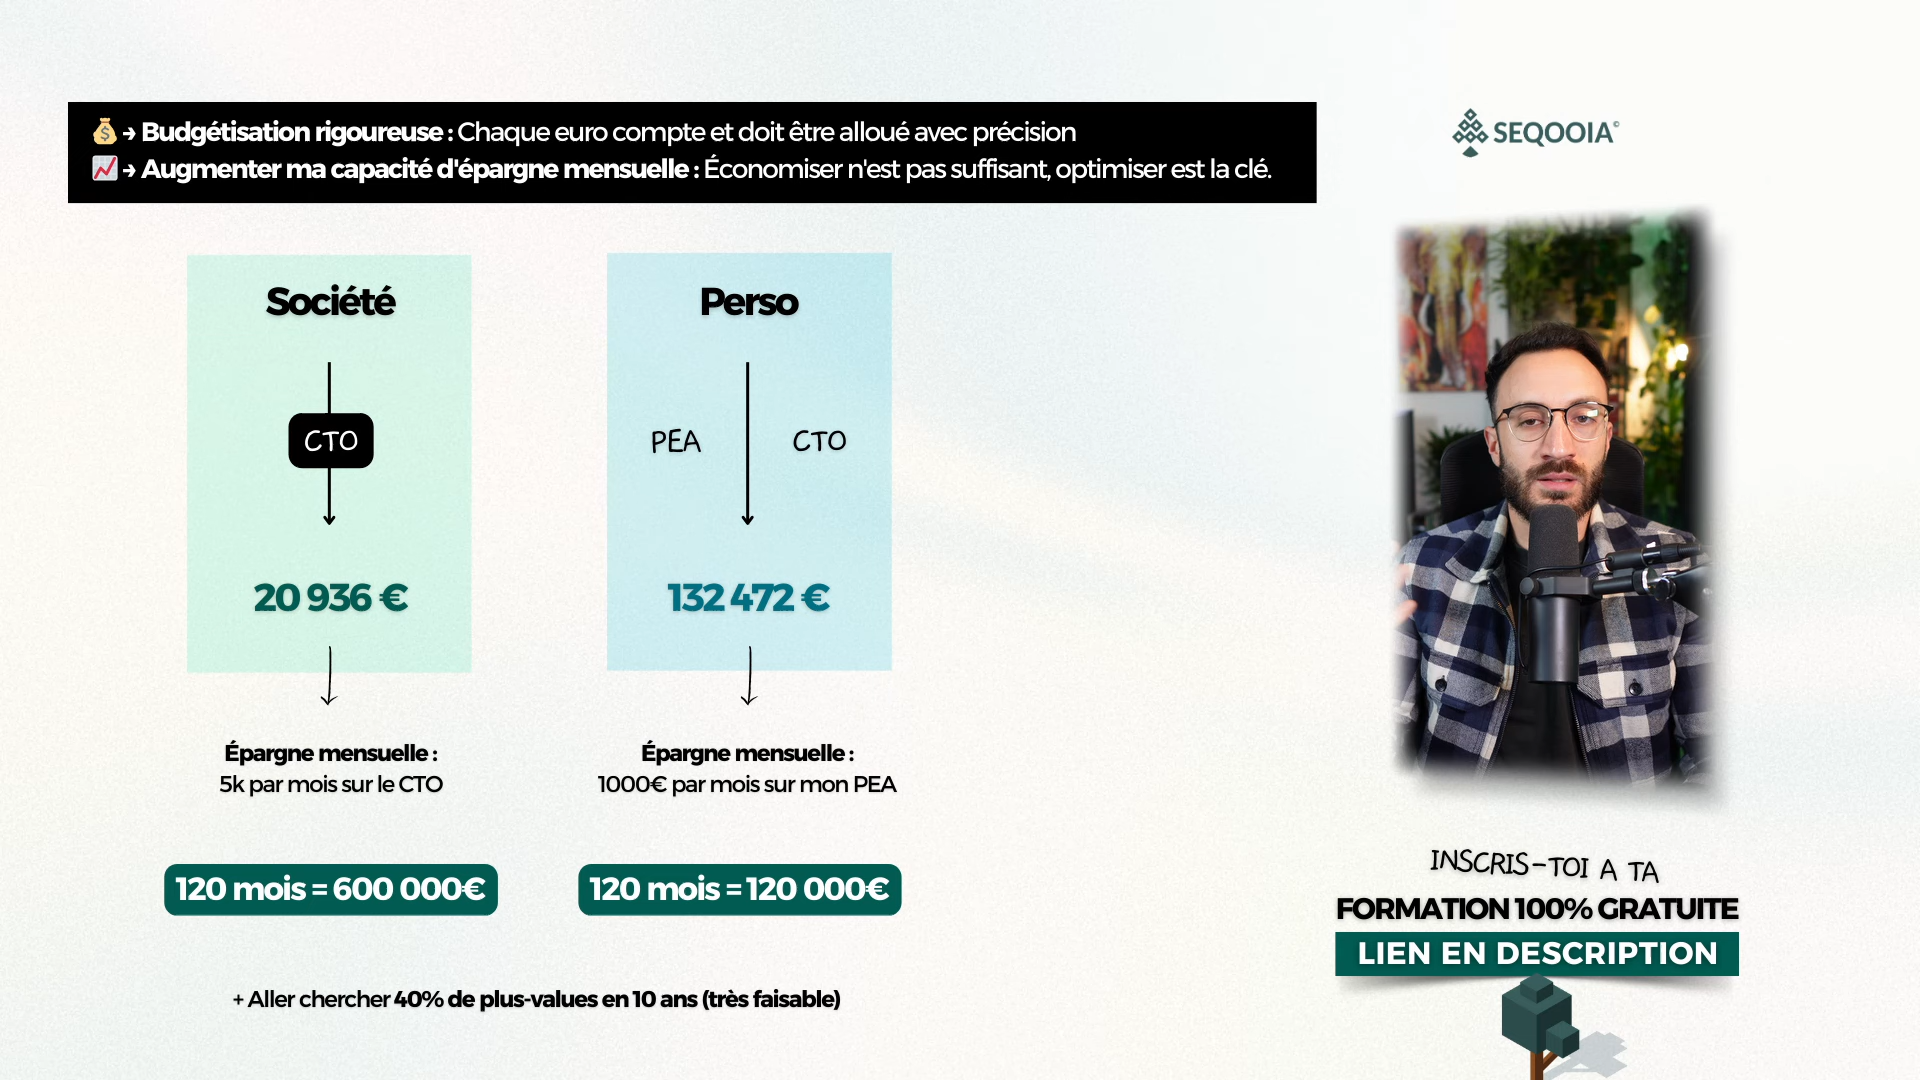 💰→ Budgétisation rigoureuse : Chaque euro compte et doit être alloué avec précision
📈→ Augmenter ma capacité d'épargne mensuelle : Économiser n'est pas suffisant, optimiser est la clé.
SEQOOIA©
Société
CTO
20 936 €
Épargne mensuelle :
5k par mois sur le CTO
120 mois = 600 000€
Perso
PEA
CTO
132 472 €
Épargne mensuelle :
1000€ par mois sur mon PEA
120 mois = 120 000€
+ Aller chercher 40% de plus-values en 10 ans (très faisable)
INSCRIS-TOI A TA
FORMATION 100% GRATUITE
LIEN EN DESCRIPTION